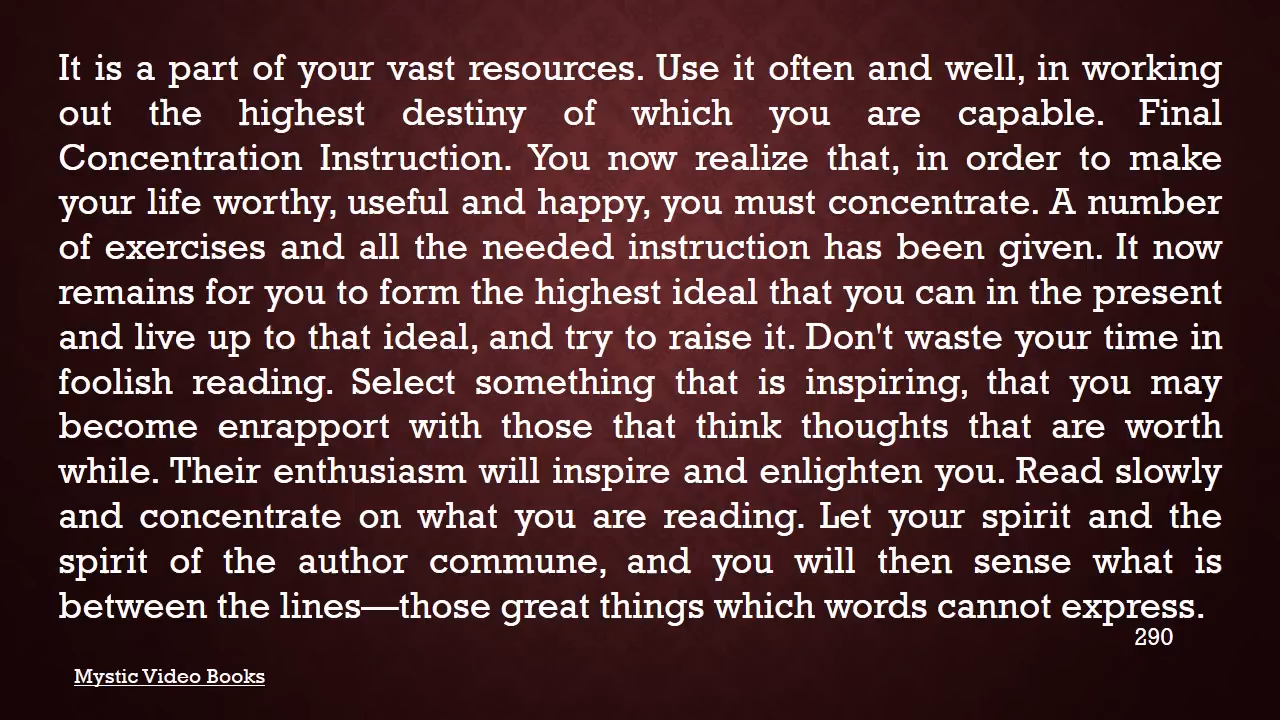 It is a part of your vast resources. Use it often and well, in working
out the highest destiny of which you are capable. Final
Concentration Instruction. You now realize that, in order to make
your life worthy, useful and happy, you must concentrate. A number
of exercises and all the needed instruction has been given. It now
remains for you to form the highest ideal that you can in the present
and live up to that ideal, and try to raise it. Don't waste your time in
foolish reading. Select something that is inspiring, that you may
become enrapport with those that think thoughts that are worth
while. Their enthusiasm will inspire and enlighten you. Read slowly
and concentrate on what you are reading. Let your spirit and the
spirit of the author commune, and you will then sense what is
between the lines—those great things which words cannot express.
290
Mystic Video Books